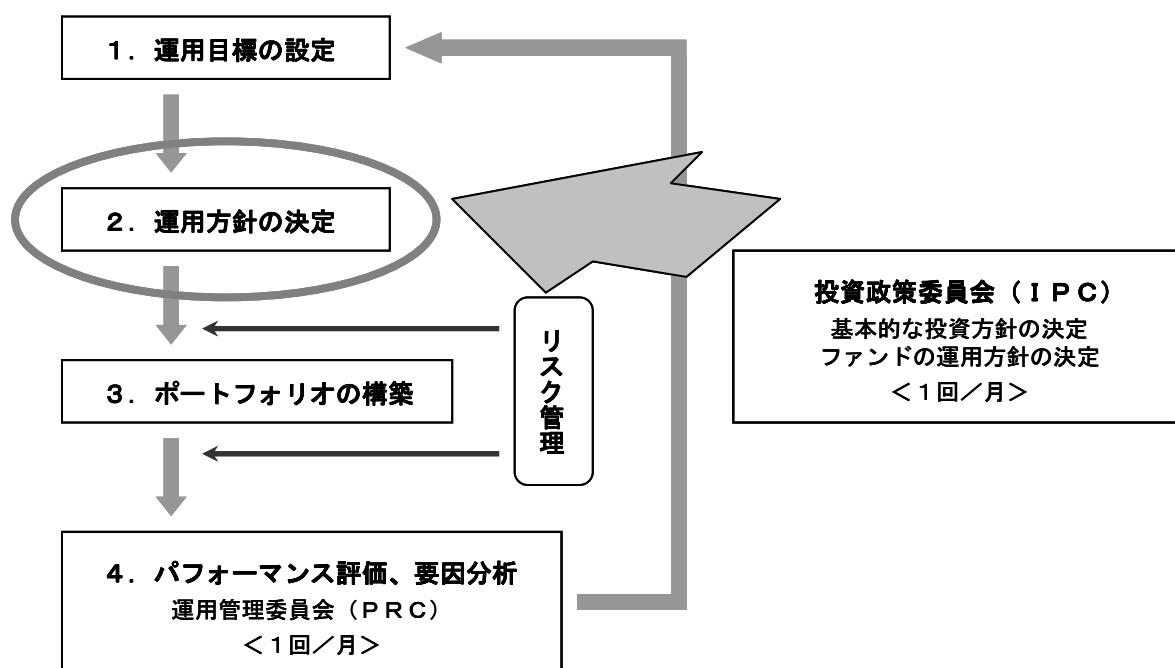 １．運用目標の設定
２．運用方針の決定
３．ポートフォリオの構築
４．パフォーマンス評価、要因分析
運用管理委員会（ＰＲＣ）
＜１回／月＞
リスク管理
投資政策委員会（ＩＰＣ）
基本的な投資方針の決定
ファンドの運用方針の決定
＜１回／月＞